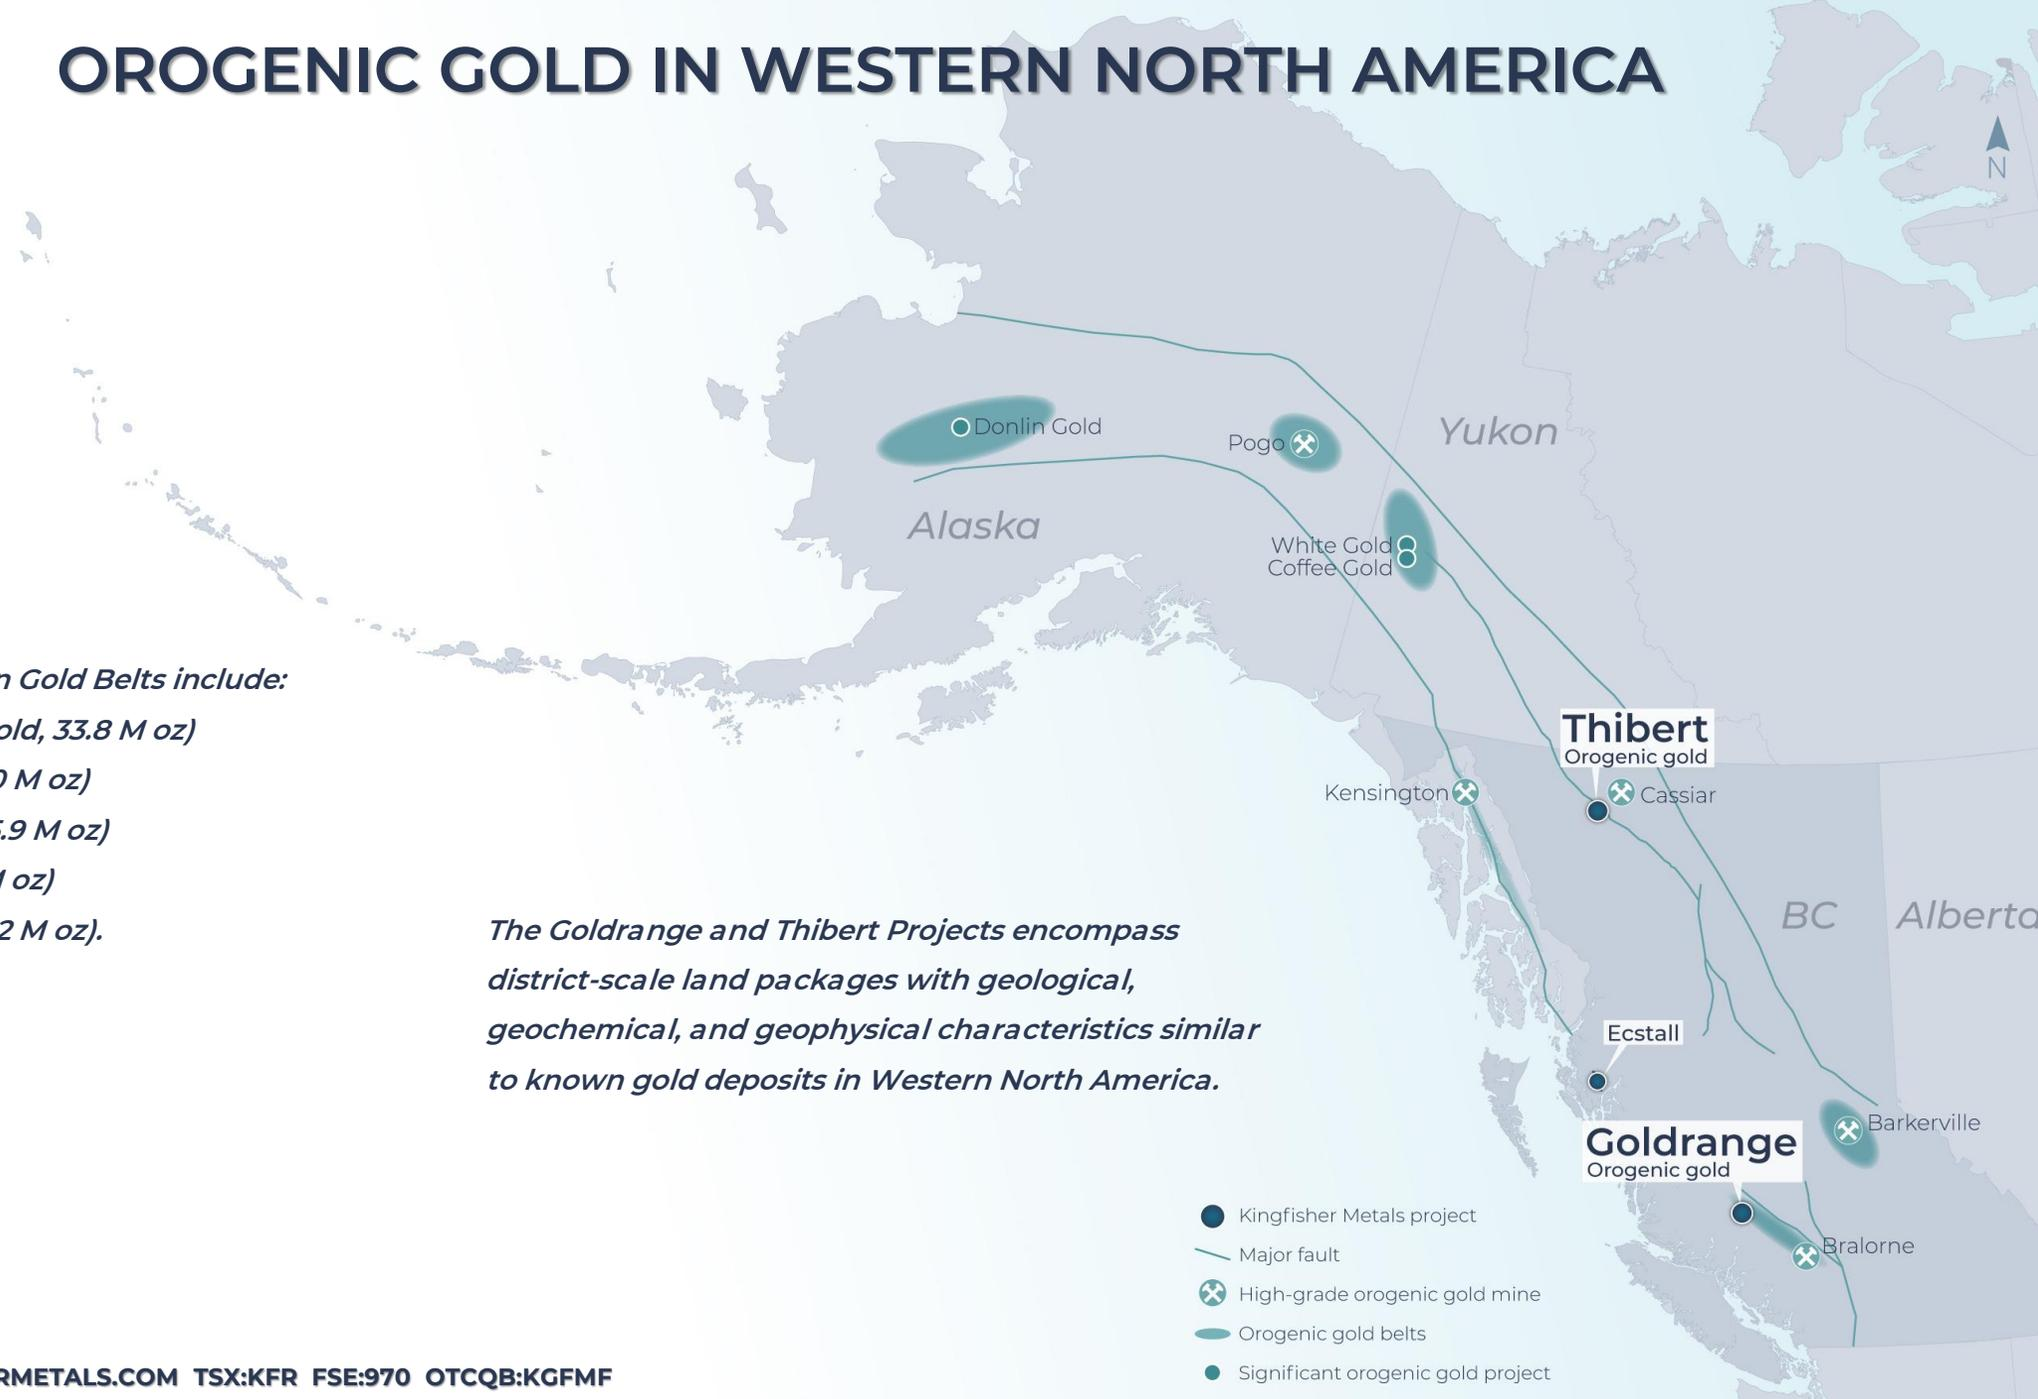 OROGENIC GOLD IN WESTERN NORTH AMERICA
N
Donlin Gold
Pogo
Yukon
Alaska
White Gold
Coffee Gold
Gold Belts include:
33.8 M oz)
M oz)
M oz)
oz)
M oz).
Thibert
Orogenic gold
Kensington
Cassiar
BC
The Goldrange and Thibert Projects encompass
district-scale land packages with geological,
geochemical, and geophysical characteristics similar
to known gold deposits in Western North America.
Ecstall
Barkerville
Goldrange
Orogenic gold
Bralorne
Kingfisher Metals project
Major fault
High-grade orogenic gold mine
Orogenic gold belts
Significant orogenic gold project
TSX:KFR FSE:970 OTCQB:KGFMF